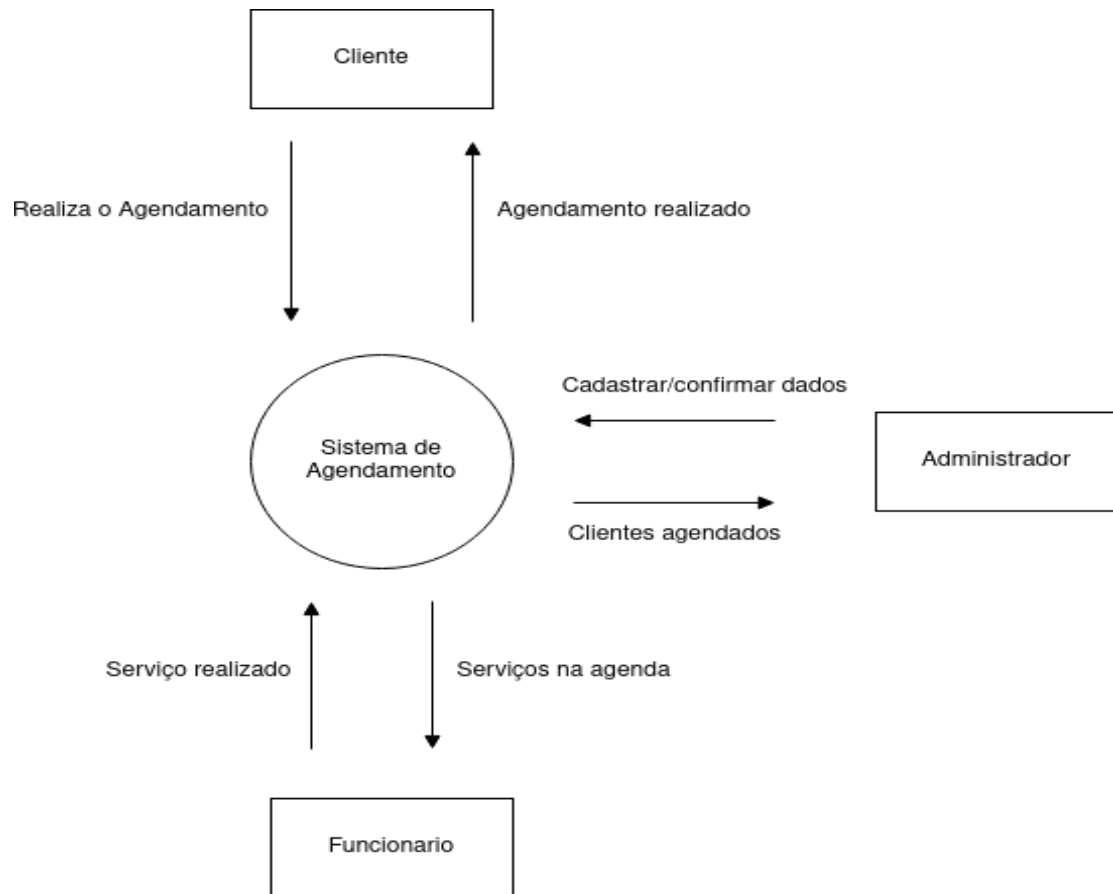 Cliente
Realiza o Agendamento
Agendamento realizado
Cadastrar/confirmar dados
Sistema de
Agendamento
Administrador
Clientes agendados
Serviço realizado
Serviços na agenda
Funcionario